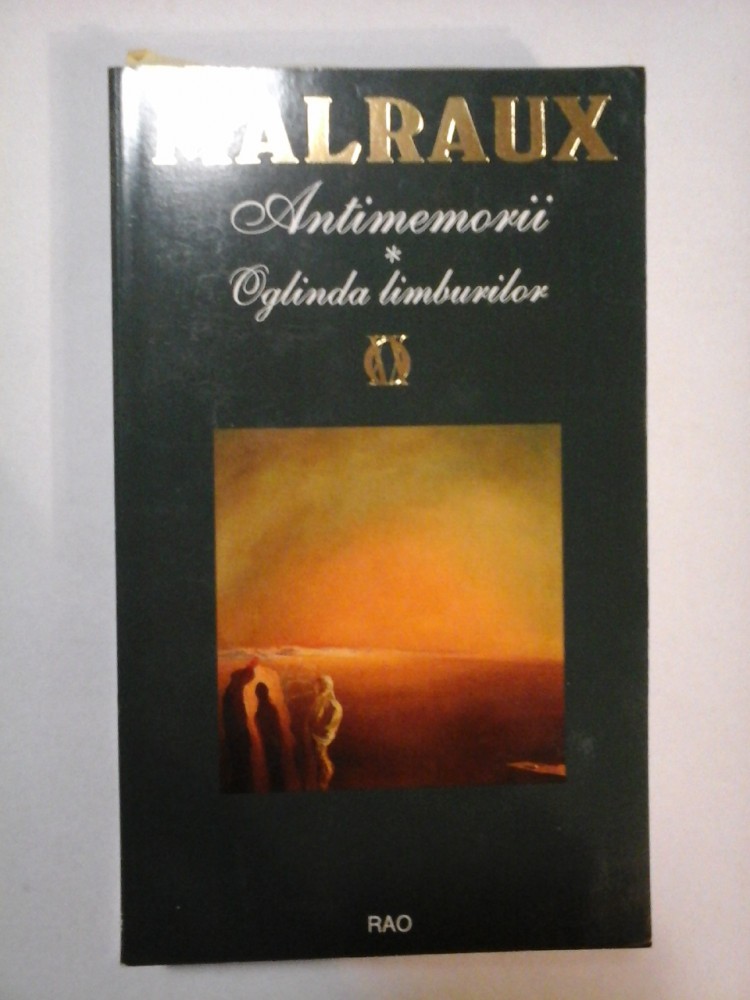 MALRAUX
Antimemorii
*
Oglinda limburilor
RAO